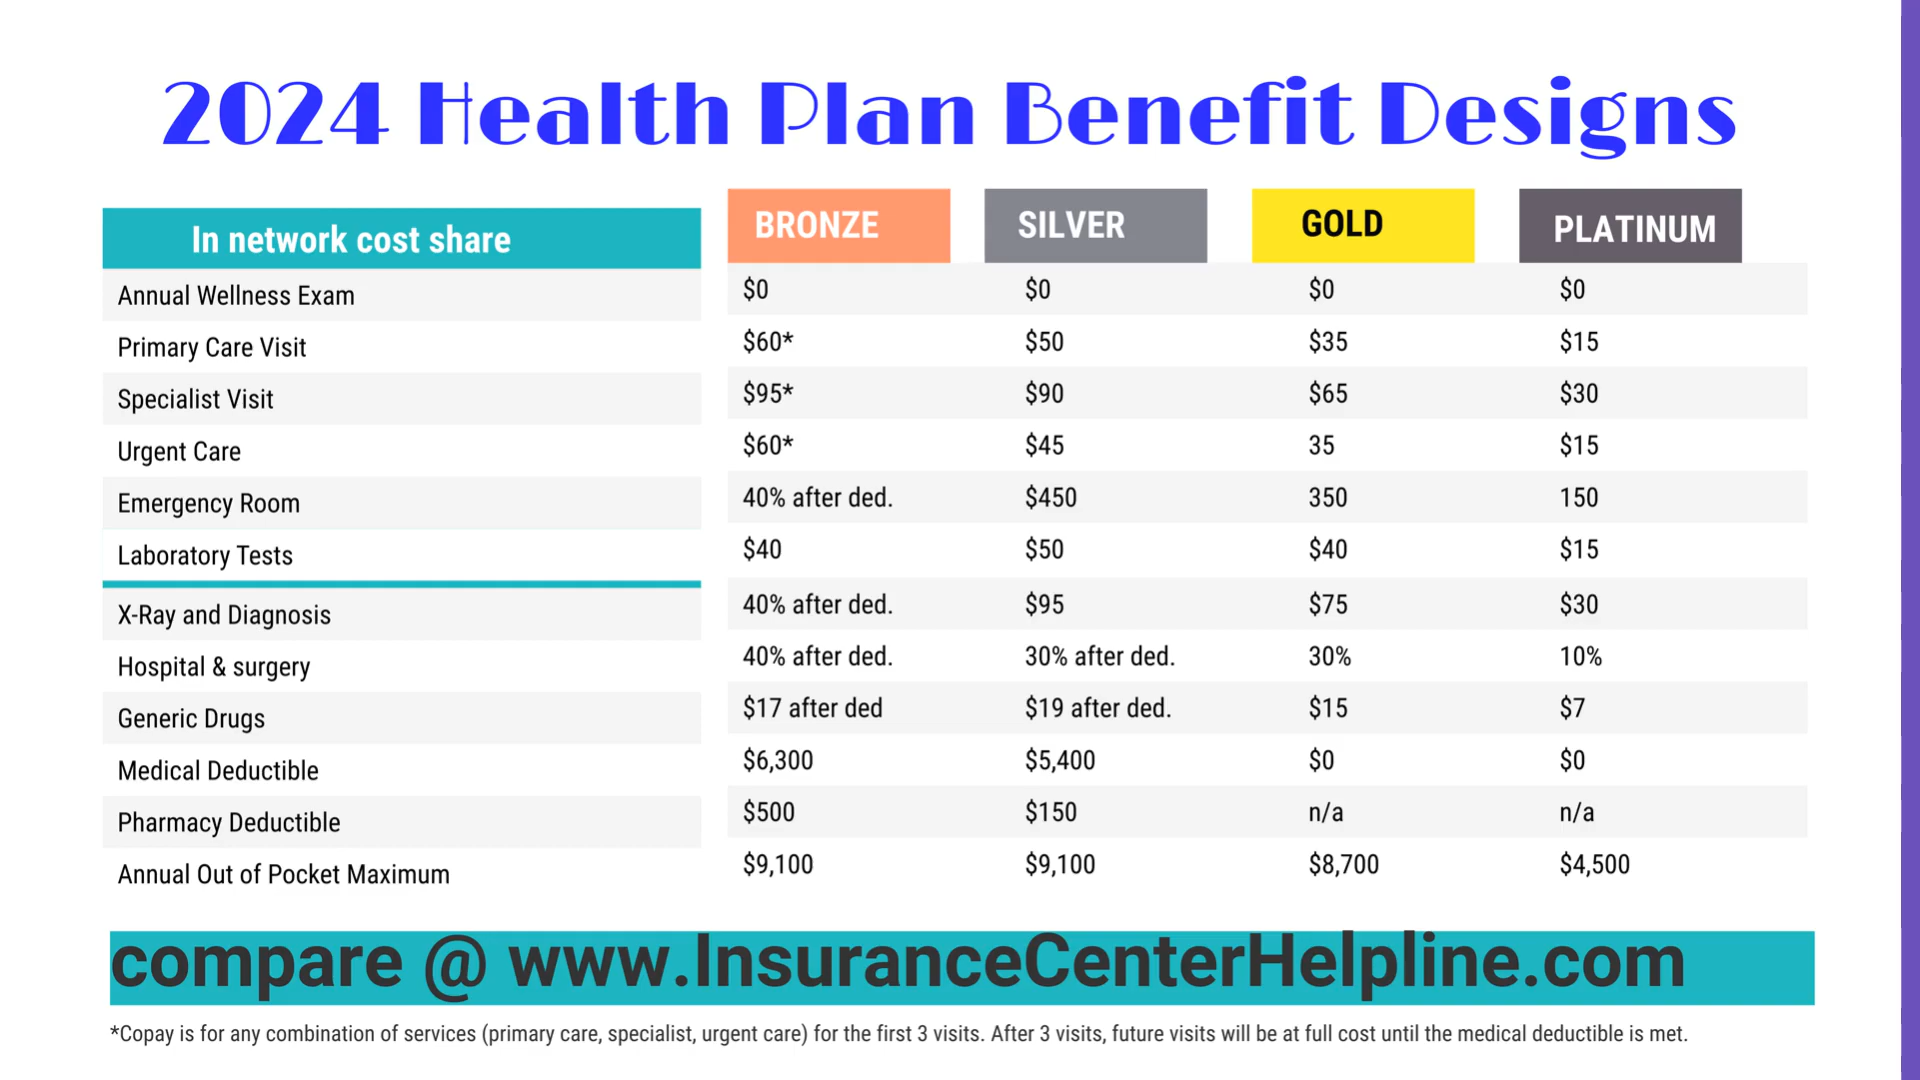 2024 Health Plan Benefit Designs
In network cost share BRONZE SILVER GOLD PLATINUM
Annual Wellness Exam $0 $0 $0 $0
Primary Care Visit $60* $50 $35 $15
Specialist Visit $95* $90 $65 $30
Urgent Care $60* $45 35 $15
Emergency Room 40% after ded. $450 350 150
Laboratory Tests $40 $50 $40 $15
X-Ray and Diagnosis 40% after ded. $95 $75 $30
Hospital & surgery 40% after ded. 30% after ded. 30% 10%
Generic Drugs $17 after ded $19 after ded. $15 $7
Medical Deductible $6,300 $5,400 $0 $0
Pharmacy Deductible $500 $150 n/a n/a
Annual Out of Pocket Maximum $9,100 $9,100 $8,700 $4,500
compare @ www.InsuranceCenterHelpline.com
*Copay is for any combination of services (primary care, specialist, urgent care) for the first 3 visits. After 3 visits, future visits will be at full cost until the medical deductible is met.